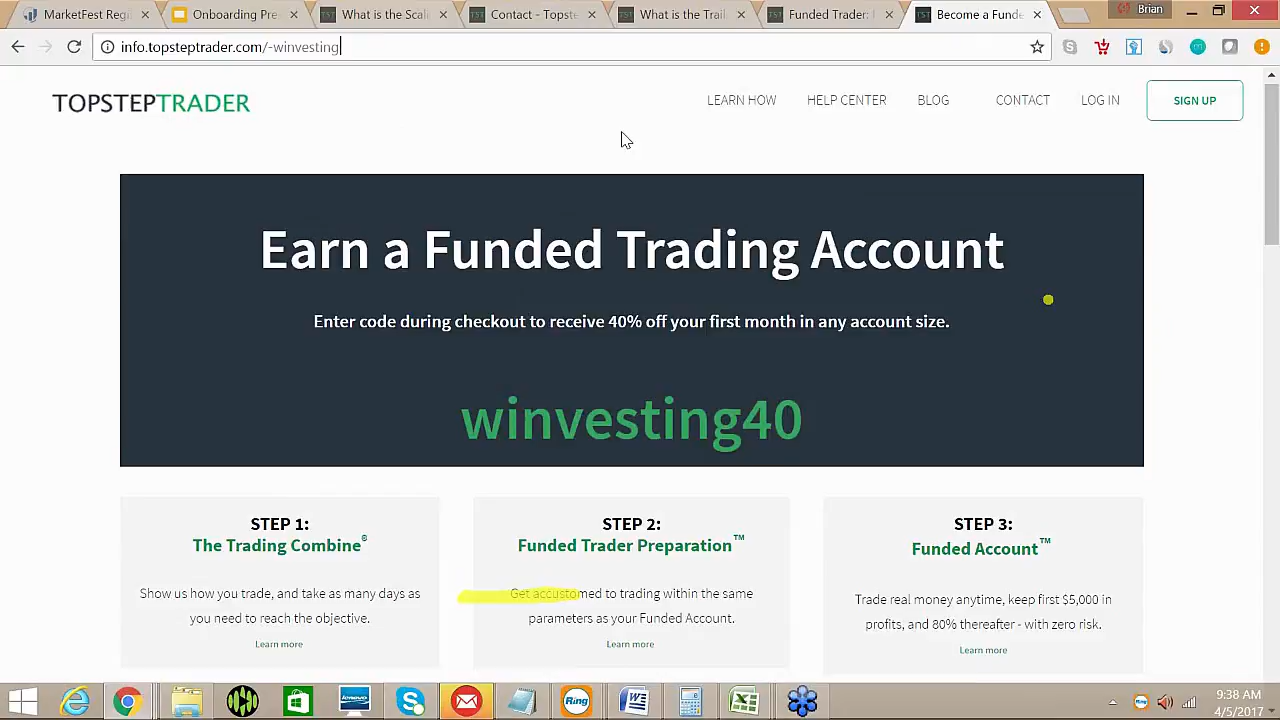 MarketFest Regi
Onboarding Pre
What is the Scal
Contact - Topste
What is the Trail
Funded Trader
Become a Funde
Brian
info.topsteptrader.com/-winvesting
TOPSTEPTRADER
LEARN HOW
HELP CENTER
BLOG
CONTACT
LOG IN
SIGN UP
Earn a Funded Trading Account
Enter code during checkout to receive 40% off your first month in any account size.
winvesting40
STEP 1:
The Trading Combine®
Show us how you trade, and take as many days as
you need to reach the objective.
Learn more
STEP 2:
Funded Trader Preparation™
Get accustomed to trading within the same
parameters as your Funded Account.
Learn more
STEP 3:
Funded Account™
Trade real money anytime, keep first $5,000 in
profits, and 80% thereafter - with zero risk.
Learn more
lenovo
Ring
9:38 AM
4/5/2017